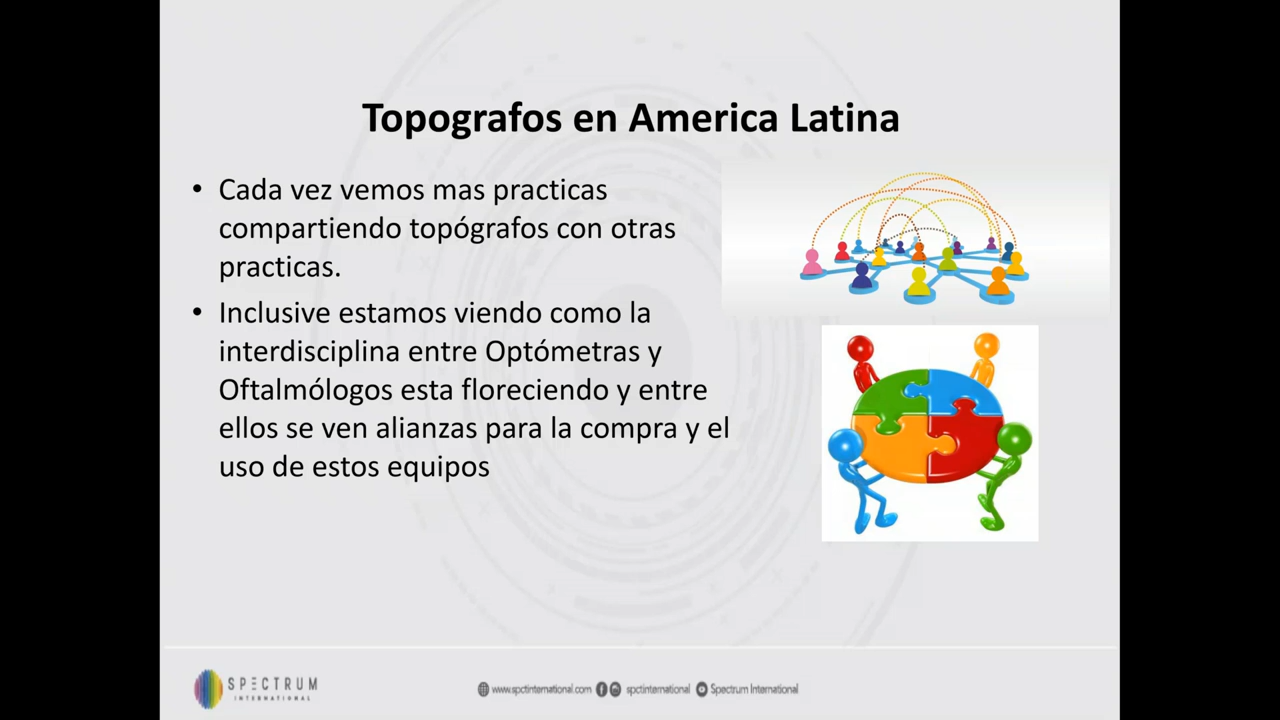 Topografos en America Latina
• Cada vez vemos mas practicas
compartiendo topógrafos con otras
practicas.
• Inclusive estamos viendo como la
interdisciplina entre Optómetras y
Oftalmólogos esta floreciendo y entre
ellos se ven alianzas para la compra y el
uso de estos equipos
SPECTRUM
INTERNATIONAL
www.spctinternational.com spctinternational Spectrum International